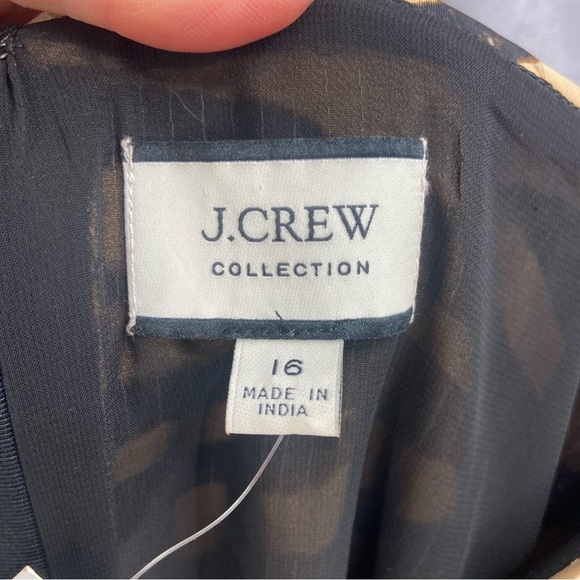 J.CREW
COLLECTION
16
MADE IN
INDIA